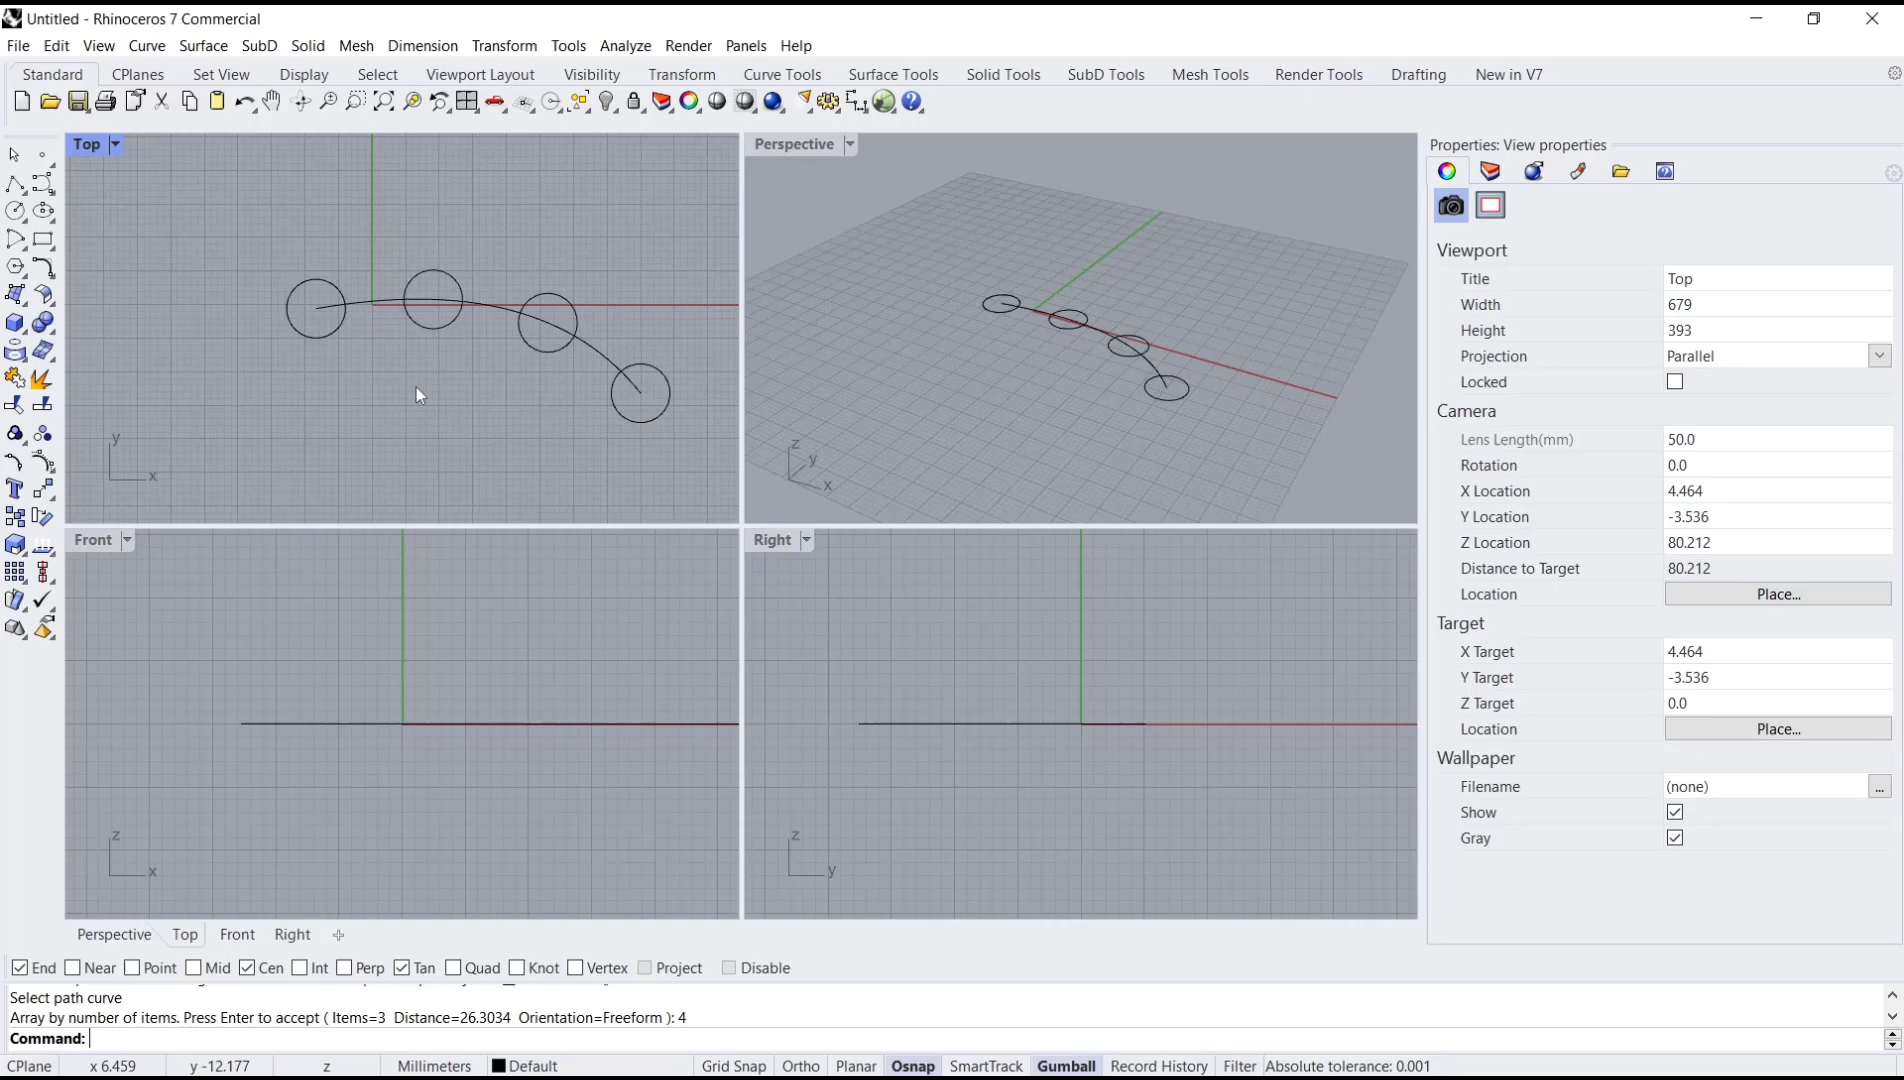 Untitled - Rhinoceros 7 Commercial
File Edit View Curve Surface SubD Solid Mesh Dimension Transform Tools Analyze Render Panels Help
Standard CPlanes Set View Display Select Viewport Layout Visibility Transform Curve Tools Surface Tools Solid Tools SubD Tools Mesh Tools Render Tools Drafting New in V7
Top
Perspective
Properties: View properties
Viewport
Title Top
Width 679
Height 393
Projection Parallel
Locked
Camera
Lens Length(mm) 50.0
Rotation 0.0
X Location 4.464
Y Location -3.536
Z Location 80.212
Distance to Target 80.212
Location Place...
Target
X Target 4.464
Y Target -3.536
Z Target 0.0
Location Place...
Wallpaper
Filename (none) ...
Show
Gray
y
x
z
y
x
Front
Right
z
x
z
y
Perspective Top Front Right
End Near Point Mid Cen Int Perp Tan Quad Knot Vertex Project Disable
Select path curve
Array by number of items. Press Enter to accept ( Items=3 Distance=26.3034 Orientation=Freeform ): 4
Command:
CPlane x 6.459 y -12.177 z Millimeters Default Grid Snap Ortho Planar Osnap SmartTrack Gumball Record History Filter Absolute tolerance: 0.001